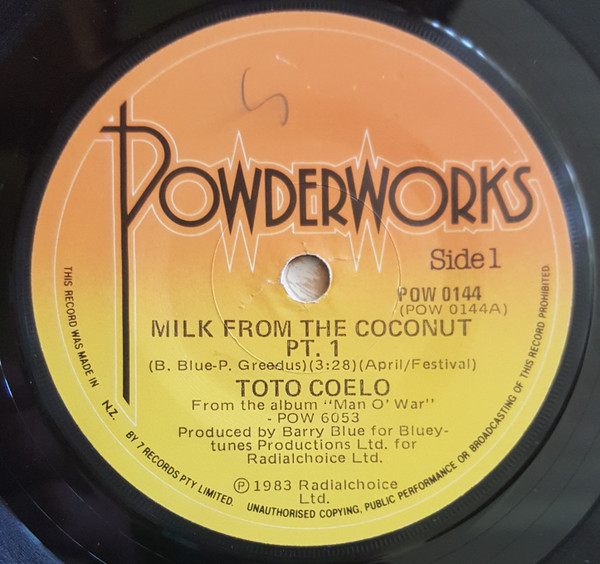 POWDERWORKS
Side 1
POW 0144
(POW 0144A)
MILK FROM THE COCONUT
PT. 1
(B. Blue-P. Greedus)(3:28)(April/Festival)
TOTO COELO
From the album "Man O' War"
- POW 6053
Produced by Barry Blue for Bluey-
tunes Productions Ltd. for
Radialchoice Ltd.
Ⓟ 1983 Radialchoice
Ltd.
THIS RECORD WAS MADE IN N.Z. BY 7 RECORDS PTY LIMITED. UNAUTHORISED COPYING, PUBLIC PERFORMANCE OR BROADCASTING OF THIS RECORD PROHIBITED.